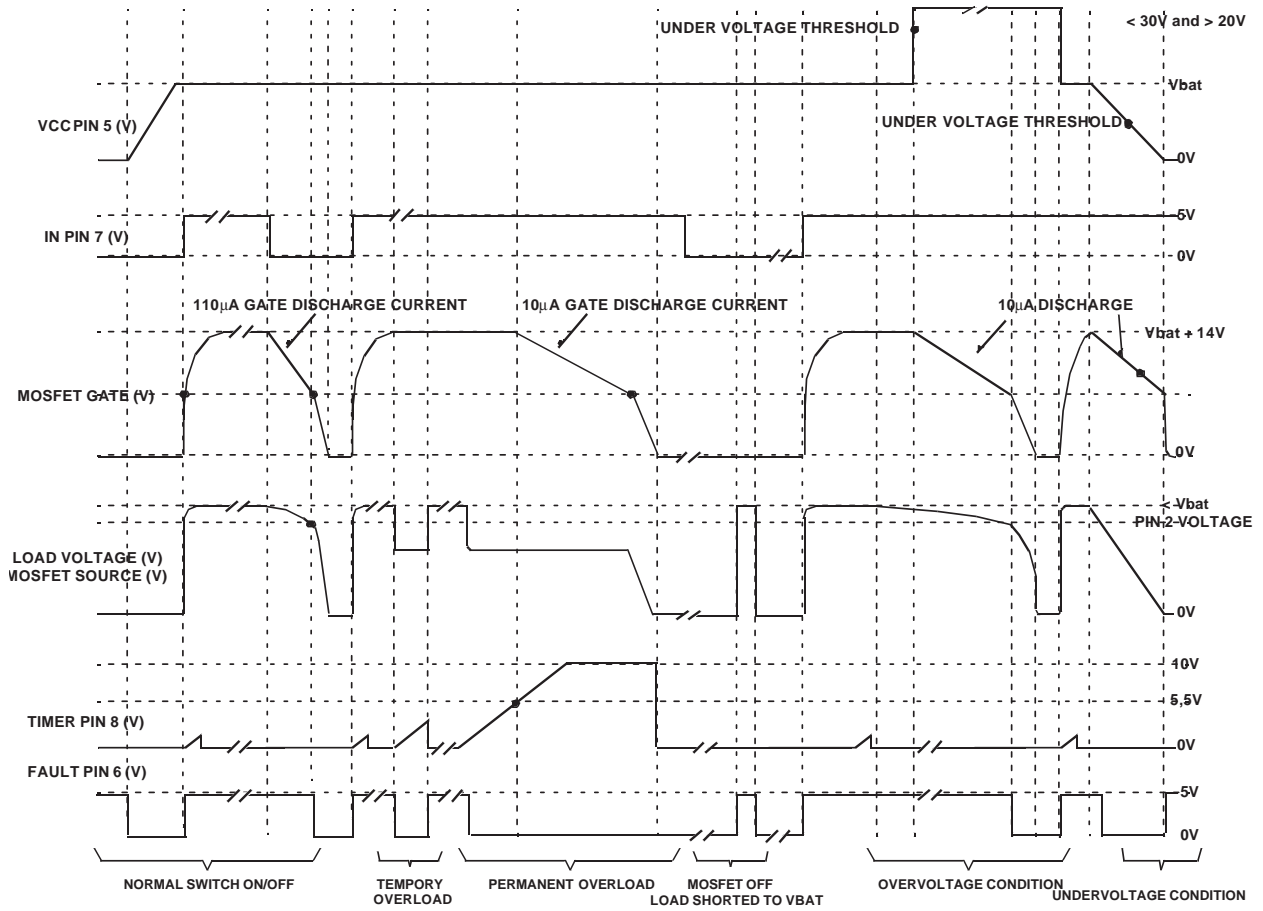 < 30V and > 20V
UNDER VOLTAGE THRESHOLD
Vbat
VCC PIN 5 (V)
UNDER VOLTAGE THRESHOLD
0V
5V
IN PIN 7 (V)
0V
110μA GATE DISCHARGE CURRENT
10μA GATE DISCHARGE CURRENT
10μA DISCHARGE
Vbat + 14V
MOSFET GATE (V)
0V
< Vbat
PIN 2 VOLTAGE
LOAD VOLTAGE (V)
MOSFET SOURCE (V)
0V
10V
5,5V
TIMER PIN 8 (V)
0V
FAULT PIN 6 (V)
5V
0V
NORMAL SWITCH ON/OFF
TEMPORY
OVERLOAD
PERMANENT OVERLOAD
MOSFET OFF
LOAD SHORTED TO VBAT
OVERVOLTAGE CONDITION
UNDERVOLTAGE CONDITION